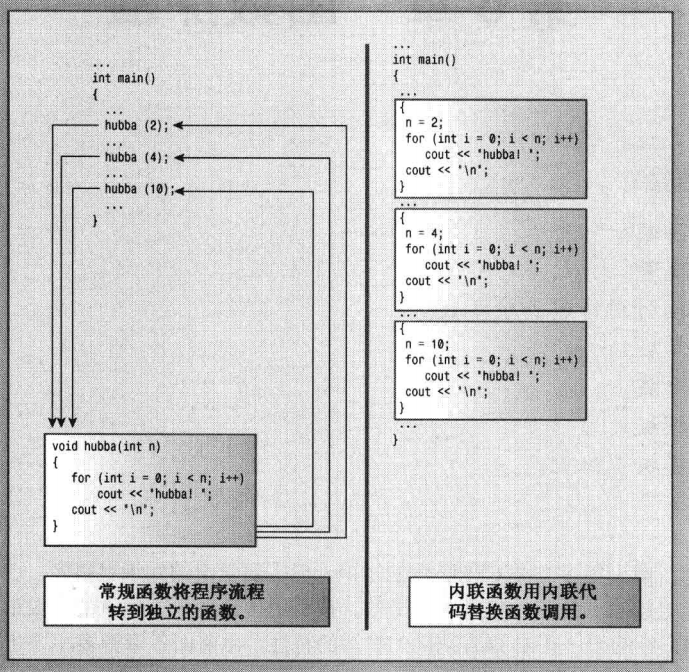 ...
int main()
{
...
hubba (2);
...
hubba (4);
...
hubba (10);
...
}
void hubba(int n)
{
for (int i = 0; i < n; i++)
cout << "hubba! ";
cout << "\n";
}
常规函数将程序流程
转到独立的函数。
...
int main()
{
...
{
n = 2;
for (int i = 0; i < n; i++)
cout << "hubba! ";
cout << "\n";
}
...
{
n = 4;
for (int i = 0; i < n; i++)
cout << "hubba! ";
cout << "\n";
}
...
{
n = 10;
for (int i = 0; i < n; i++)
cout << "hubba! ";
cout << "\n";
}
...
}
内联函数用内联代
码替换函数调用。